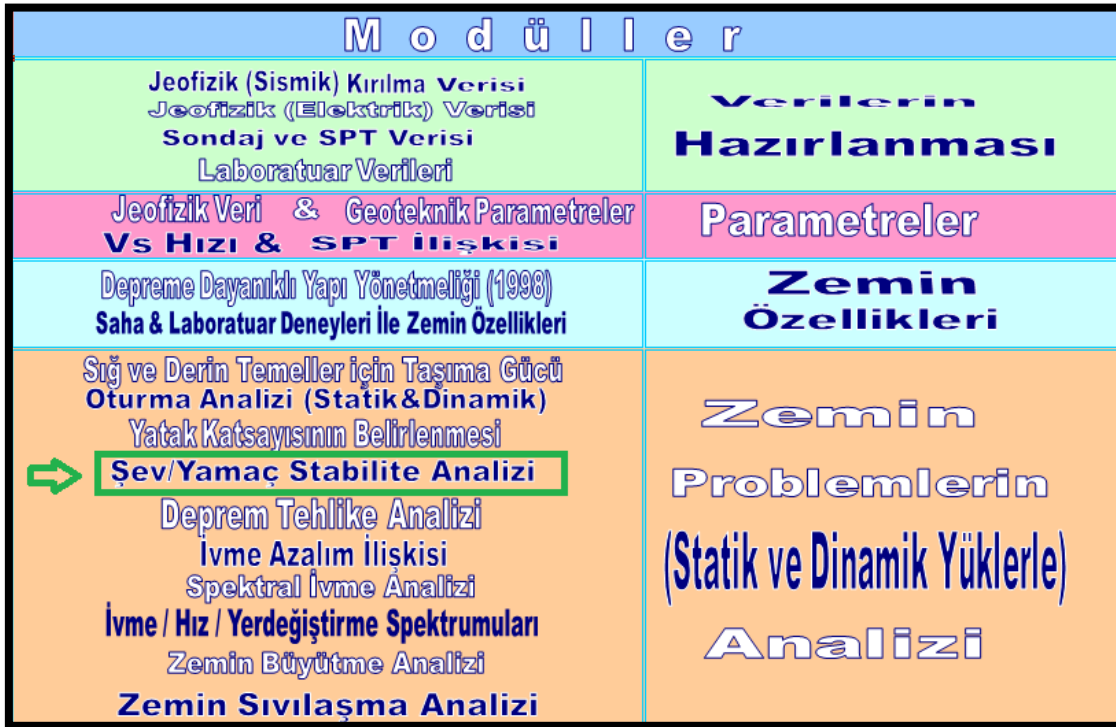 Modüller
Jeofizik (Sismik) Kırılma Verisi
Jeofizik (Elektrik) Verisi
Sondaj ve SPT Verisi
Laboratuar Verileri
Verilerin
Hazırlanması
Jeofizik Veri & Geoteknik Parametreler
Vs Hızı & SPT İlişkisi
Parametreler
Depreme Dayanıklı Yapı Yönetmeliği (1998)
Saha & Laboratuar Deneyleri İle Zemin Özellikleri
Zemin
Özellikleri
Sığ ve Derin Temeller için Taşıma Gücü
Oturma Analizi (Statik&Dinamik)
Yatak Katsayısının Belirlenmesi
Şev/Yamaç Stabilite Analizi
Deprem Tehlike Analizi
İvme Azalım İlişkisi
Spektral İvme Analizi
İvme / Hız / Yerdeğiştirme Spektrumuları
Zemin Büyütme Analizi
Zemin Sıvılaşma Analizi
Zemin
Problemlerin
(Statik ve Dinamik Yüklerle)
Analizi